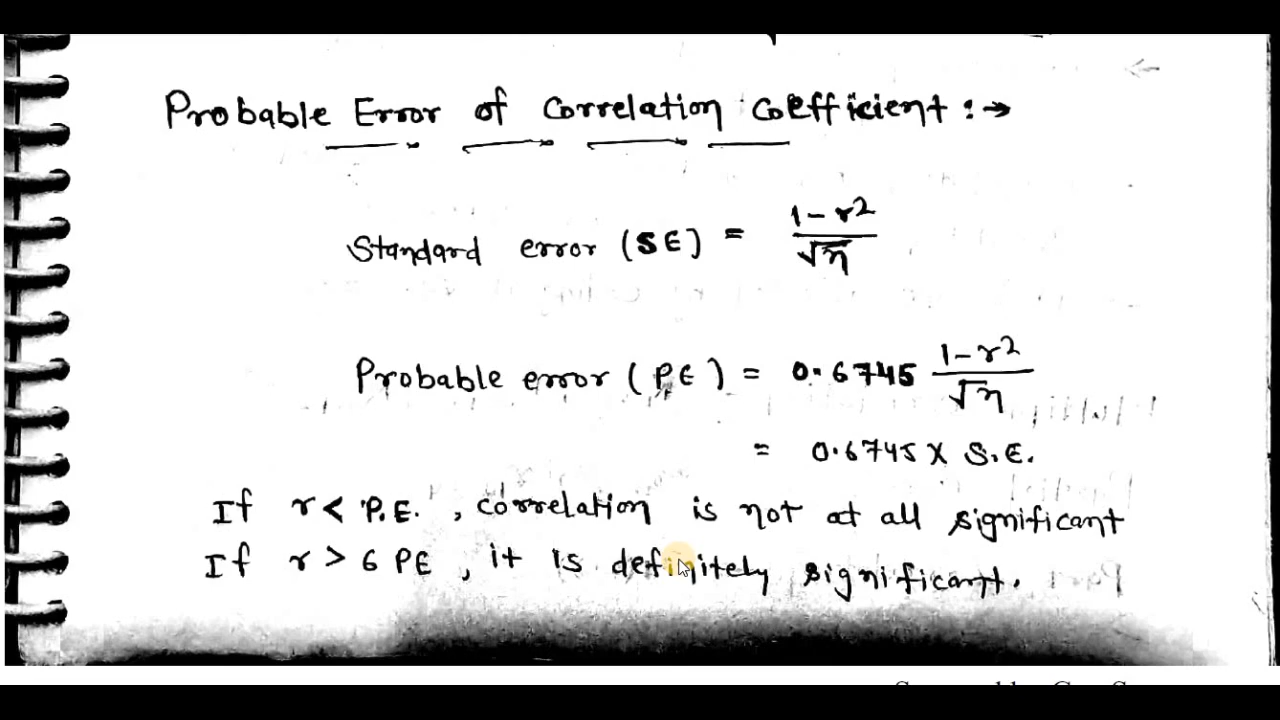 Probable Error of Correlation Coefficient :→
Standard error (SE) = 1-r²/√n
Probable error (PE) = 0.6745 1-r²/√n
= 0.6745 X S.E.
If r < P.E. , correlation is not at all significant
If r > 6 PE , it is definitely significant.